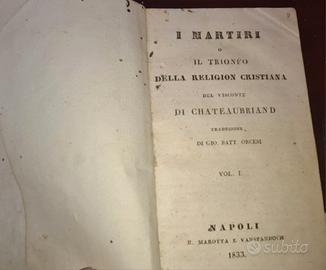 I MARTIRI
O
IL TRIONFO
DELLA RELIGION CRISTIANA
DEL VISCONTE
DI CHATEAUBRIAND
TRADUZIONE
DI GIO. BATT. ORCESI
VOL. I.
NAPOLI
R. MAROTTA E VANSPANDOCH
1833.
subito